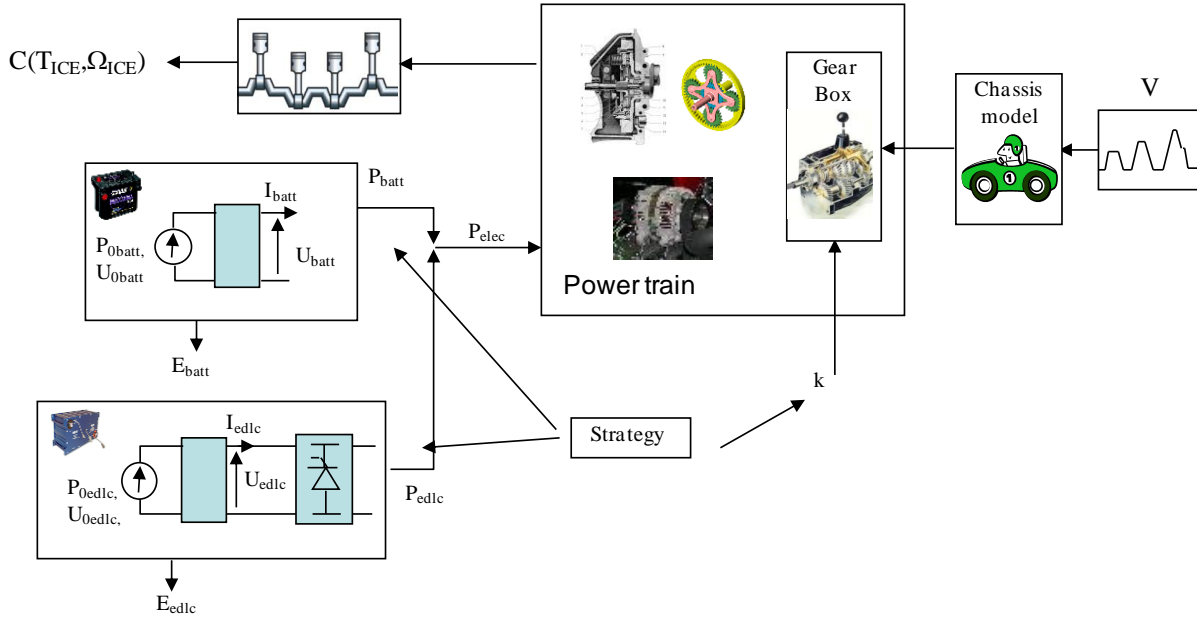 C(T_ICE,Ω_ICE)
Gear
Box
Chassis
model
V
1
Power train
P_batt
I_batt
P_0batt,
U_0batt
U_batt
P_elec
E_batt
k
Strategy
I_edlc
U_edlc
P_0edlc,
U_0edlc,
P_edlc
E_edlc